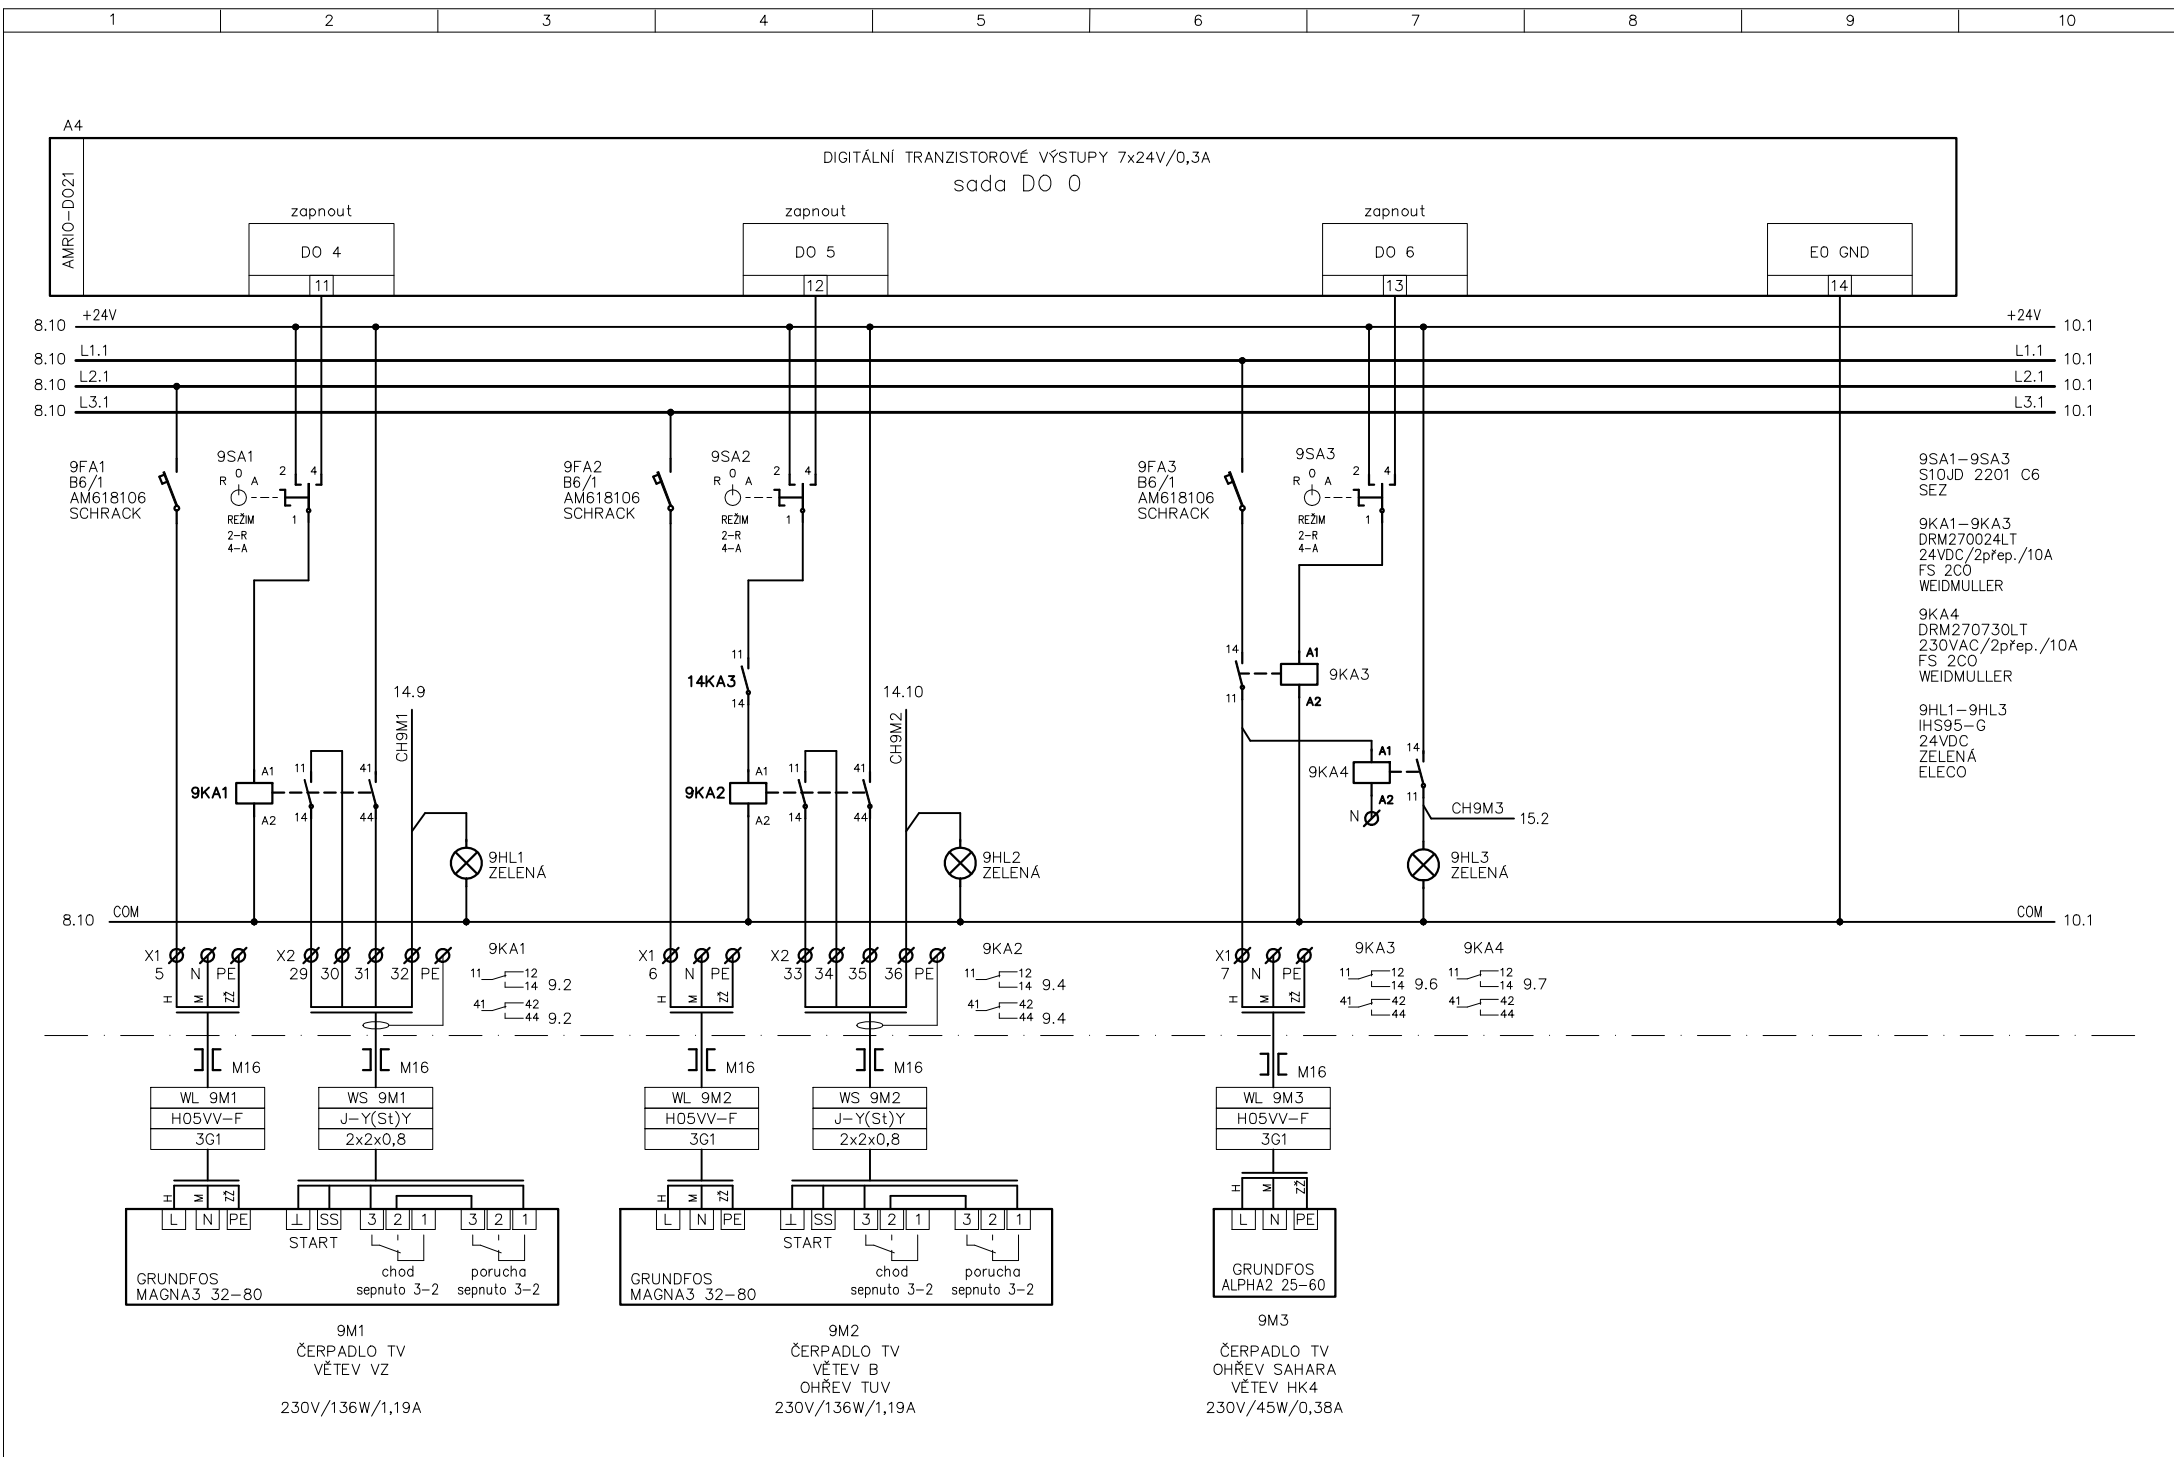 1 2 3 4 5 6 7 8 9 10
A4
AMRIO-DO21
DIGITÁLNÍ TRANZISTOROVÉ VÝSTUPY 7x24V/0,3A
sada DO 0
zapnout zapnout zapnout
DO 4 DO 5 DO 6 E0 GND
11 12 13 14
8.10 +24V +24V 10.1
8.10 L1.1 L1.1 10.1
8.10 L2.1 L2.1 10.1
8.10 L3.1 L3.1 10.1
9FA1
B6/1
AM618106
SCHRACK
9SA1
0
R A
REŽIM
2-R
4-A
2 4
1
9FA2
B6/1
AM618106
SCHRACK
9SA2
0
R A
REŽIM
2-R
4-A
2 4
1
9FA3
B6/1
AM618106
SCHRACK
9SA3
0
R A
REŽIM
2-R
4-A
2 4
1
9SA1-9SA3
S10JD 2201 C6
SEZ
9KA1-9KA3
DRM270024LT
24VDC/2přep./10A
FS 2CO
WEIDMULLER
9KA4
DRM270730LT
230VAC/2přep./10A
FS 2CO
WEIDMULLER
9HL1-9HL3
IHS95-G
24VDC
ZELENÁ
ELECO
11
14KA3
14
14
11
A1
9KA3
A2
14.9
CH9M1
14.10
CH9M2
9KA1
A1
A2
11
14
41
44
9KA2
A1
A2
11
14
41
44
9KA4
A1
A2
N
14
11
CH9M3
15.2
9HL1
ZELENÁ
9HL2
ZELENÁ
9HL3
ZELENÁ
8.10 COM COM 10.1
X1 X2
5 N PE 29 30 31 32 PE
9KA1
11 12
14 9.2
41 42
44 9.2
X1 X2
6 N PE 33 34 35 36 PE
9KA2
11 12
14 9.4
41 42
44 9.4
X1
7 N PE
9KA3
11 12
14 9.6
41 42
44
9KA4
11 12
14 9.7
41 42
44
H M ZŽ
H M ZŽ
H M ZŽ
M16 M16 M16 M16 M16
WL 9M1
H05VV-F
3G1
WS 9M1
J-Y(St)Y
2x2x0,8
WL 9M2
H05VV-F
3G1
WS 9M2
J-Y(St)Y
2x2x0,8
WL 9M3
H05VV-F
3G1
H M ZŽ
H M ZŽ
H M ZŽ
L N PE ⊥ SS 3 2 1 3 2 1
START
chod
sepnuto 3-2
porucha
sepnuto 3-2
GRUNDFOS
MAGNA3 32-80
L N PE ⊥ SS 3 2 1 3 2 1
START
chod
sepnuto 3-2
porucha
sepnuto 3-2
GRUNDFOS
MAGNA3 32-80
L N PE
GRUNDFOS
ALPHA2 25-60
9M1
ČERPADLO TV
VĚTEV VZ
230V/136W/1,19A
9M2
ČERPADLO TV
VĚTEV B
OHŘEV TUV
230V/136W/1,19A
9M3
ČERPADLO TV
OHŘEV SAHARA
VĚTEV HK4
230V/45W/0,38A